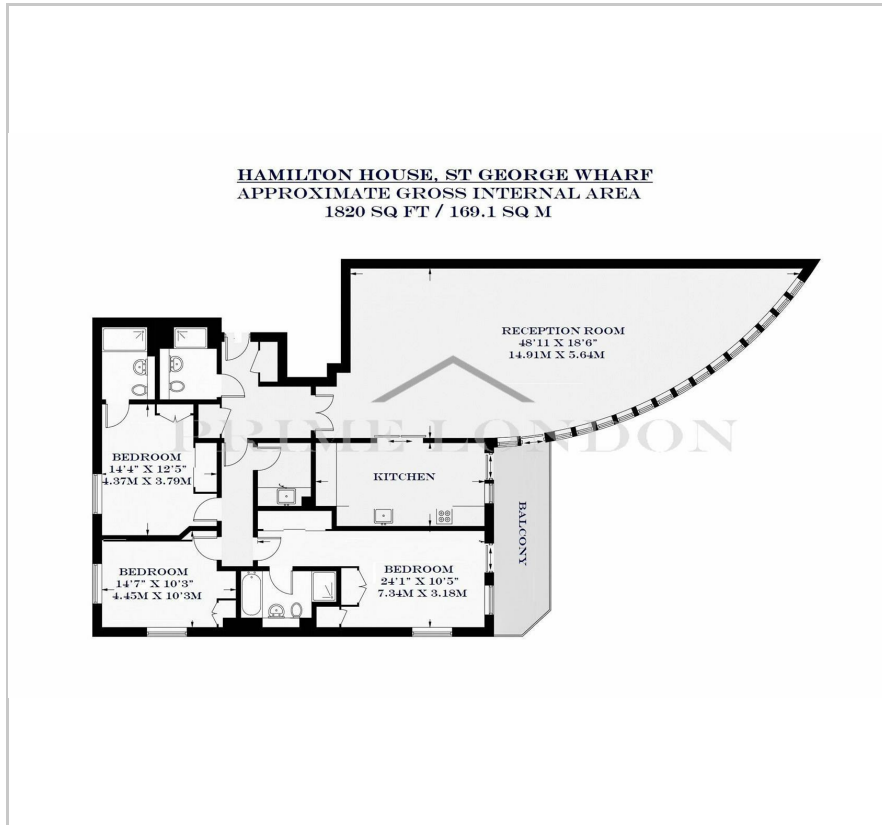 HAMILTON HOUSE, ST GEORGE WHARF
APPROXIMATE GROSS INTERNAL AREA
1820 SQ FT / 169.1 SQ M
RECEPTION ROOM
48'11 X 18'6"
14.91M X 5.64M
PRIME LONDON
BEDROOM
14'4" X 12'5"
4.37M X 3.79M
KITCHEN
BALCONY
BEDROOM
14'7" X 10'3"
4.45M X 10'3M
BEDROOM
24'1" X 10'5"
7.34M X 3.18M